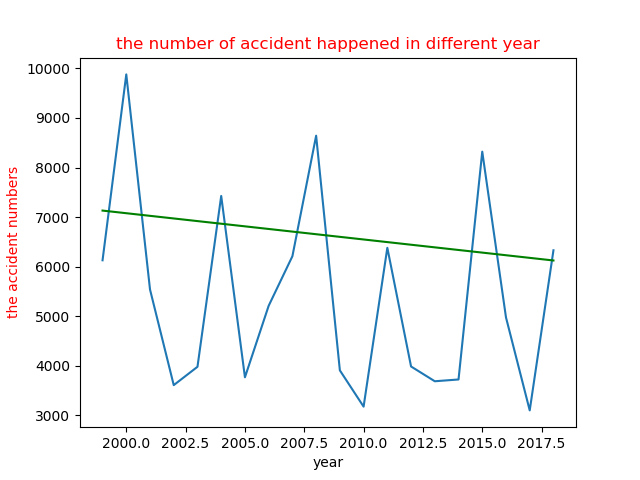 the number of accident happened in different year
10000
9000
8000
7000
6000
5000
4000
3000
the accident numbers
2000.0 2002.5 2005.0 2007.5 2010.0 2012.5 2015.0 2017.5
year